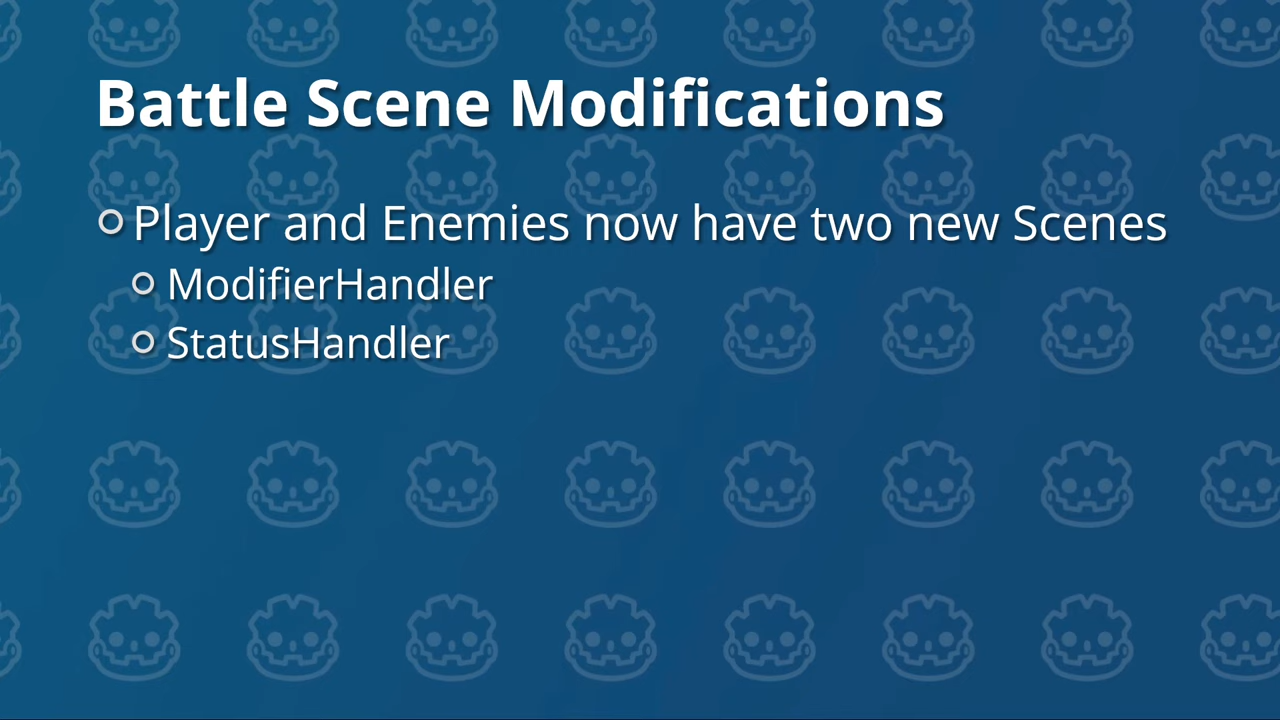 Battle Scene Modifications
Player and Enemies now have two new Scenes
ModifierHandler
StatusHandler